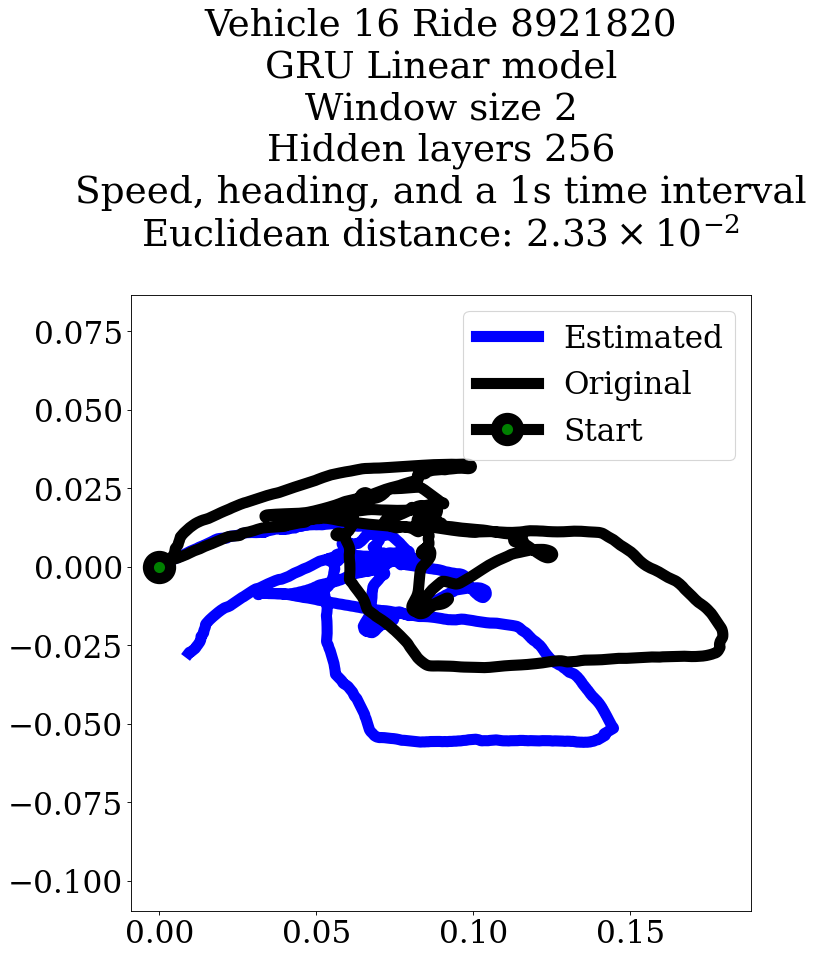 Vehicle 16 Ride 8921820
GRU Linear model
Window size 2
Hidden layers 256
Speed, heading, and a 1s time interval
Euclidean distance: 2.33 × 10⁻²
Estimated
Original
Start
0.075
0.050
0.025
0.000
−0.025
−0.050
−0.075
−0.100
0.00 0.05 0.10 0.15